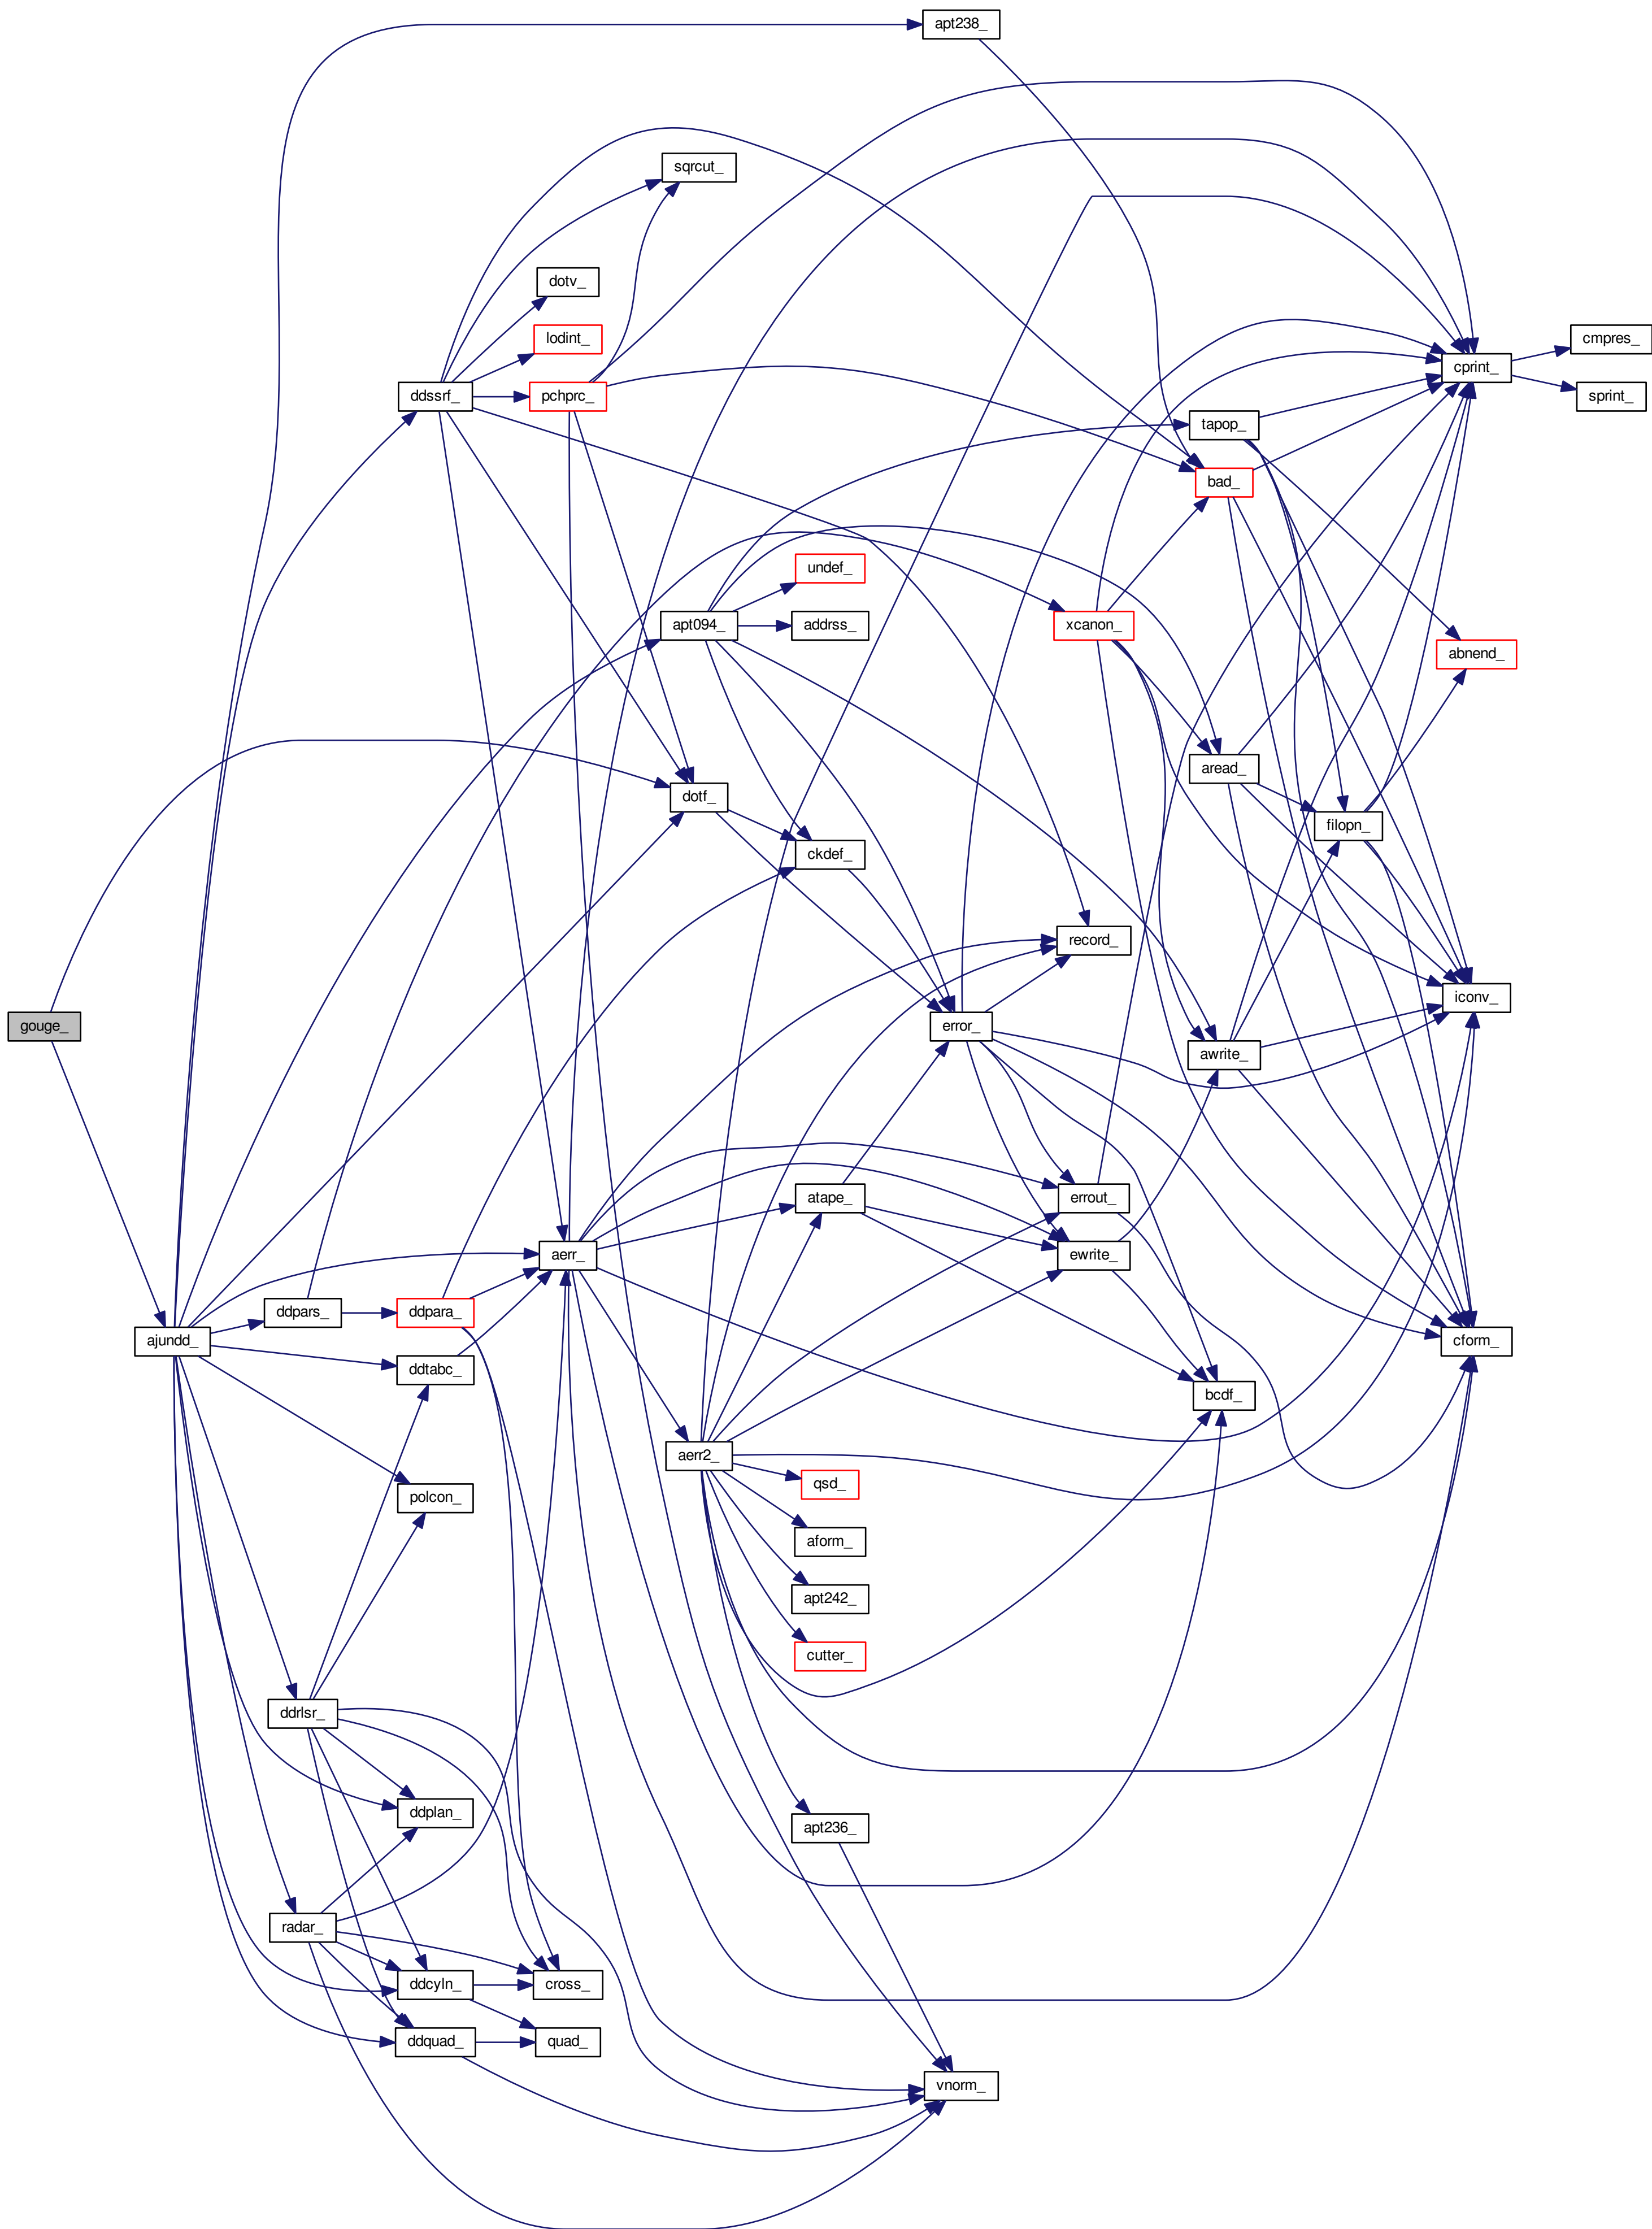 apt238_
sqrcut_
dotv_
lodint_
cmpres_
cprint_
ddssrf_
pchprc_
sprint_
tapop_
bad_
undef_
apt094_
addrss_
xcanon_
abnend_
aread_
dotf_
filopn_
ckdef_
record_
iconv_
gouge_
error_
awrite_
atape_
errout_
aerr_
ewrite_
ddpars_
ddpara_
ajundd_
cform_
ddtabc_
bcdf_
aerr2_
qsd_
polcon_
aform_
apt242_
cutter_
ddrlsr_
ddplan_
apt236_
radar_
ddcyln_
cross_
ddquad_
quad_
vnorm_